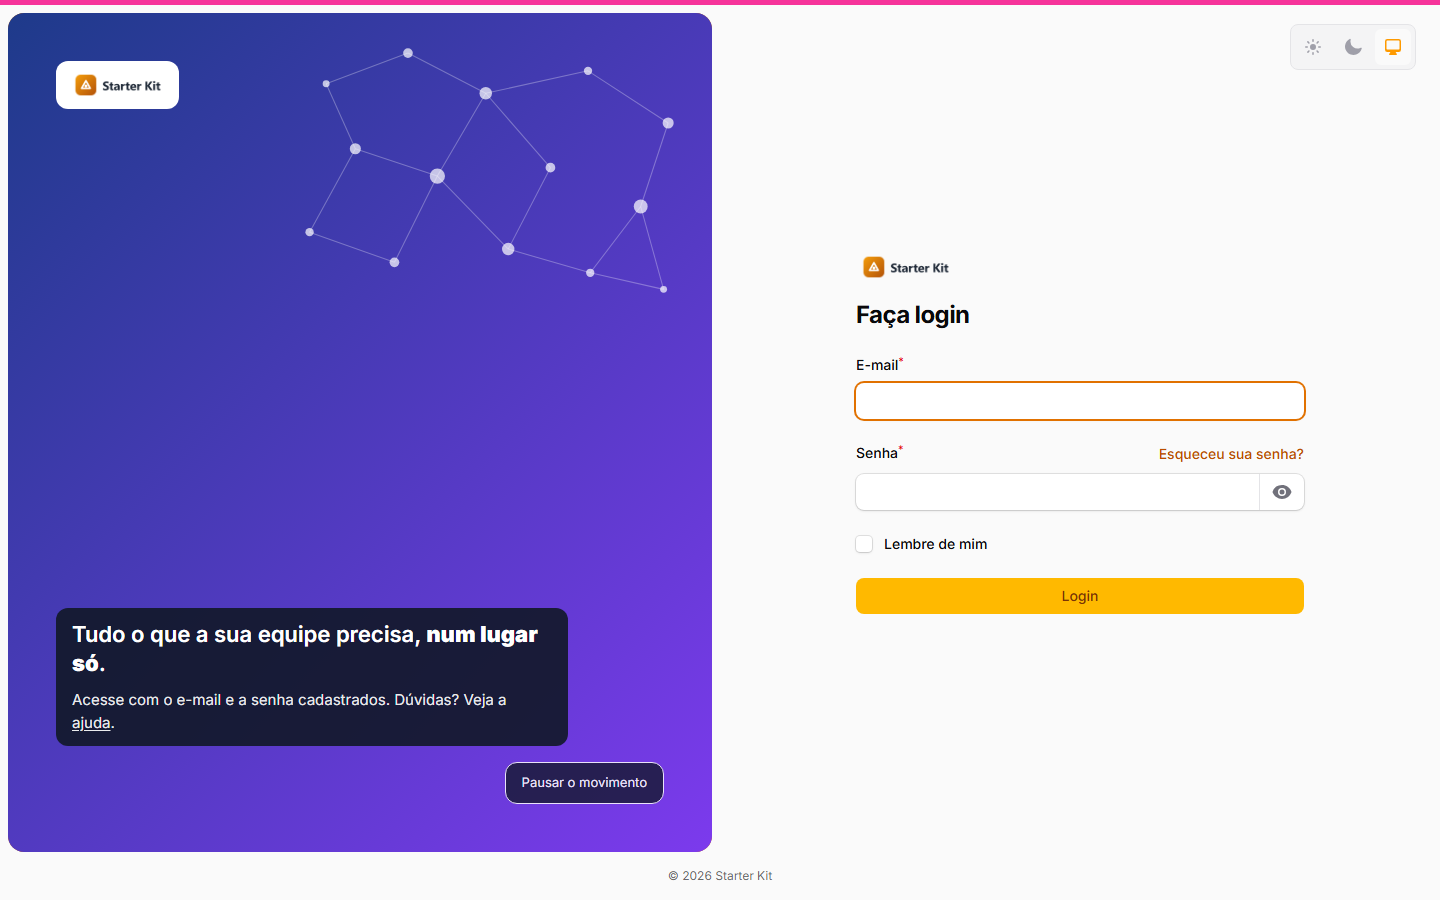 Starter Kit
Tudo o que a sua equipe precisa, num lugar
só.
Acesse com o e-mail e a senha cadastrados. Dúvidas? Veja a
ajuda.
Pausar o movimento
Starter Kit
Faça login
E-mail*
Senha*
Esqueceu sua senha?
Lembre de mim
Login
© 2026 Starter Kit